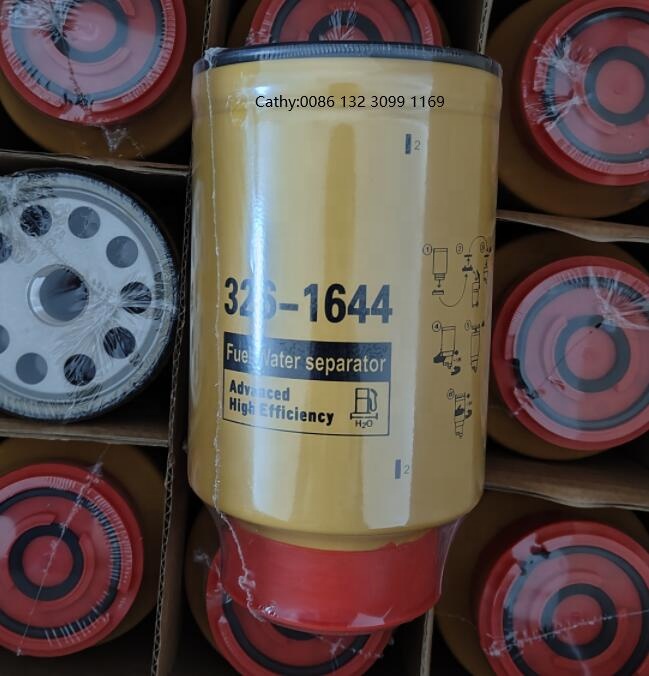 Cathy:0086 132 3099 1169
2
326-1644
Fuel Water separator
Advanced
High Efficiency
H₂O
2